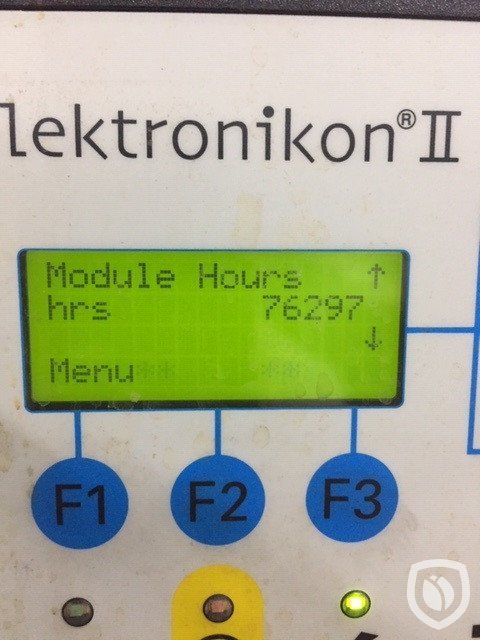 lektronikon®II
Module Hours ↑
hrs 76297
↓
Menu
F1 F2 F3